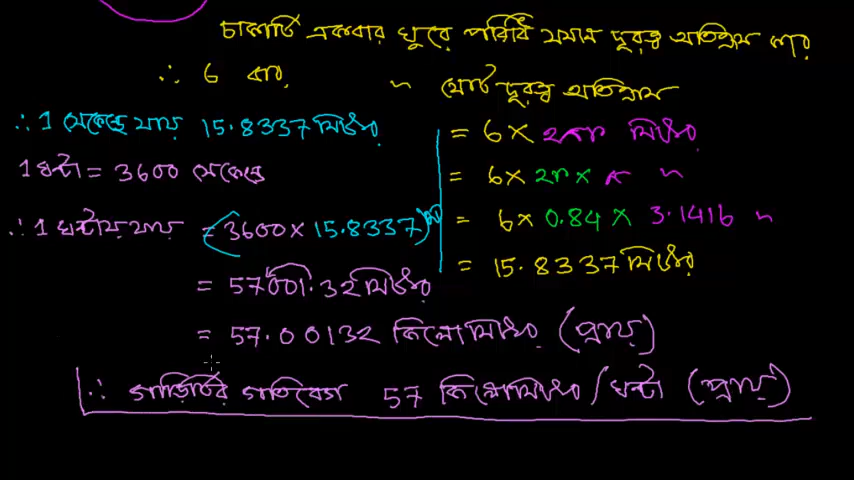 চাকাটি একবার ঘুরে পরিধি সমান দূরত্ব অতিক্রম করে
∴ 6 বার " মোট দূরত্ব অতিক্রম
= 6 × 2πr মিটার
= 6 × 2r × π "
= 6 × 0.84 × 3.1416 "
= 15.8337 মিটার
∴ 1 সেকেন্ডে যায় 15.8337 মিটার
1 ঘন্টা = 3600 সেকেন্ড
∴ 1 ঘন্টায় যায় = (3600 × 15.8337) মি
= 57001.32 মিটার
= 57.00132 কিলোমিটার (প্রায়)
∴ গাড়িটির গতিবেগ 57 কিলোমিটার/ঘন্টা (প্রায়)